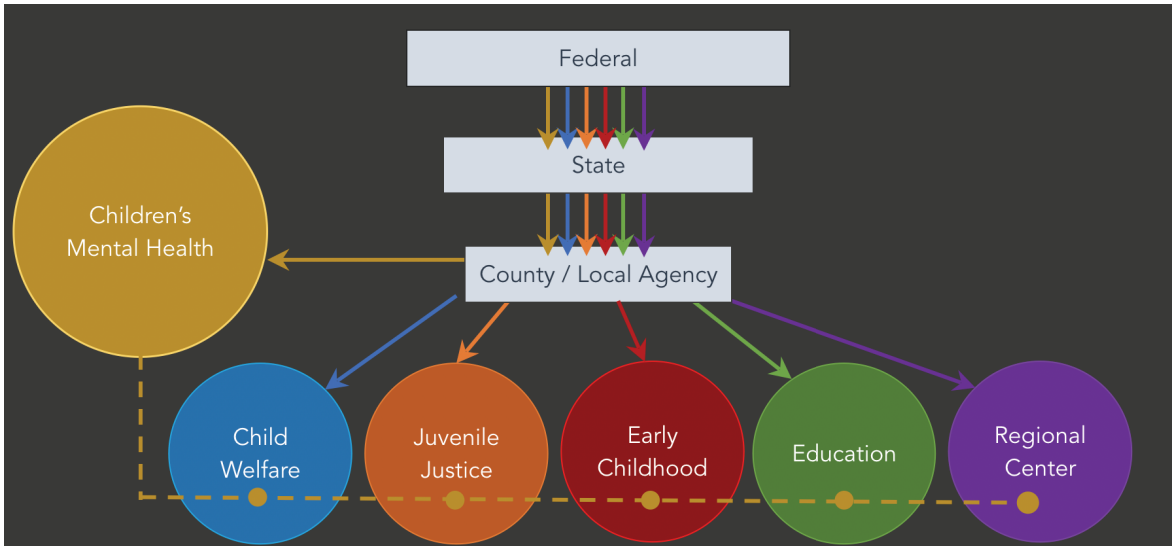 Federal
State
County / Local Agency
Children’s
Mental Health
Child
Welfare
Juvenile
Justice
Early
Childhood
Education
Regional
Center